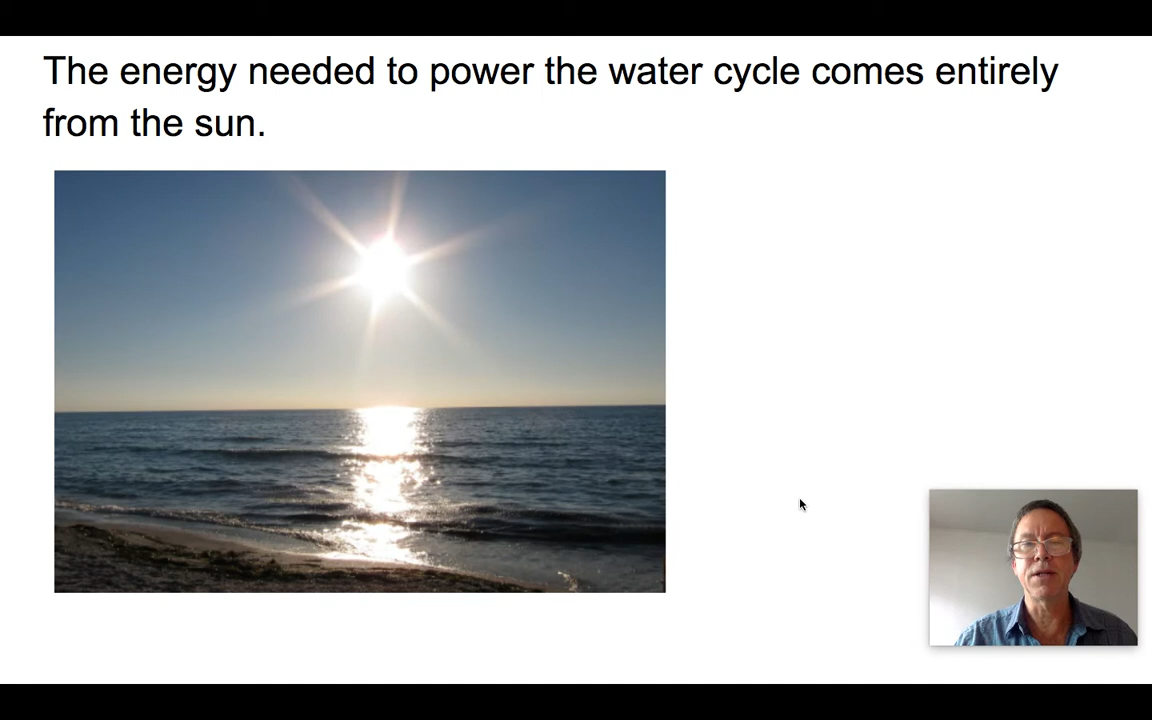 The energy needed to power the water cycle comes entirely
from the sun.